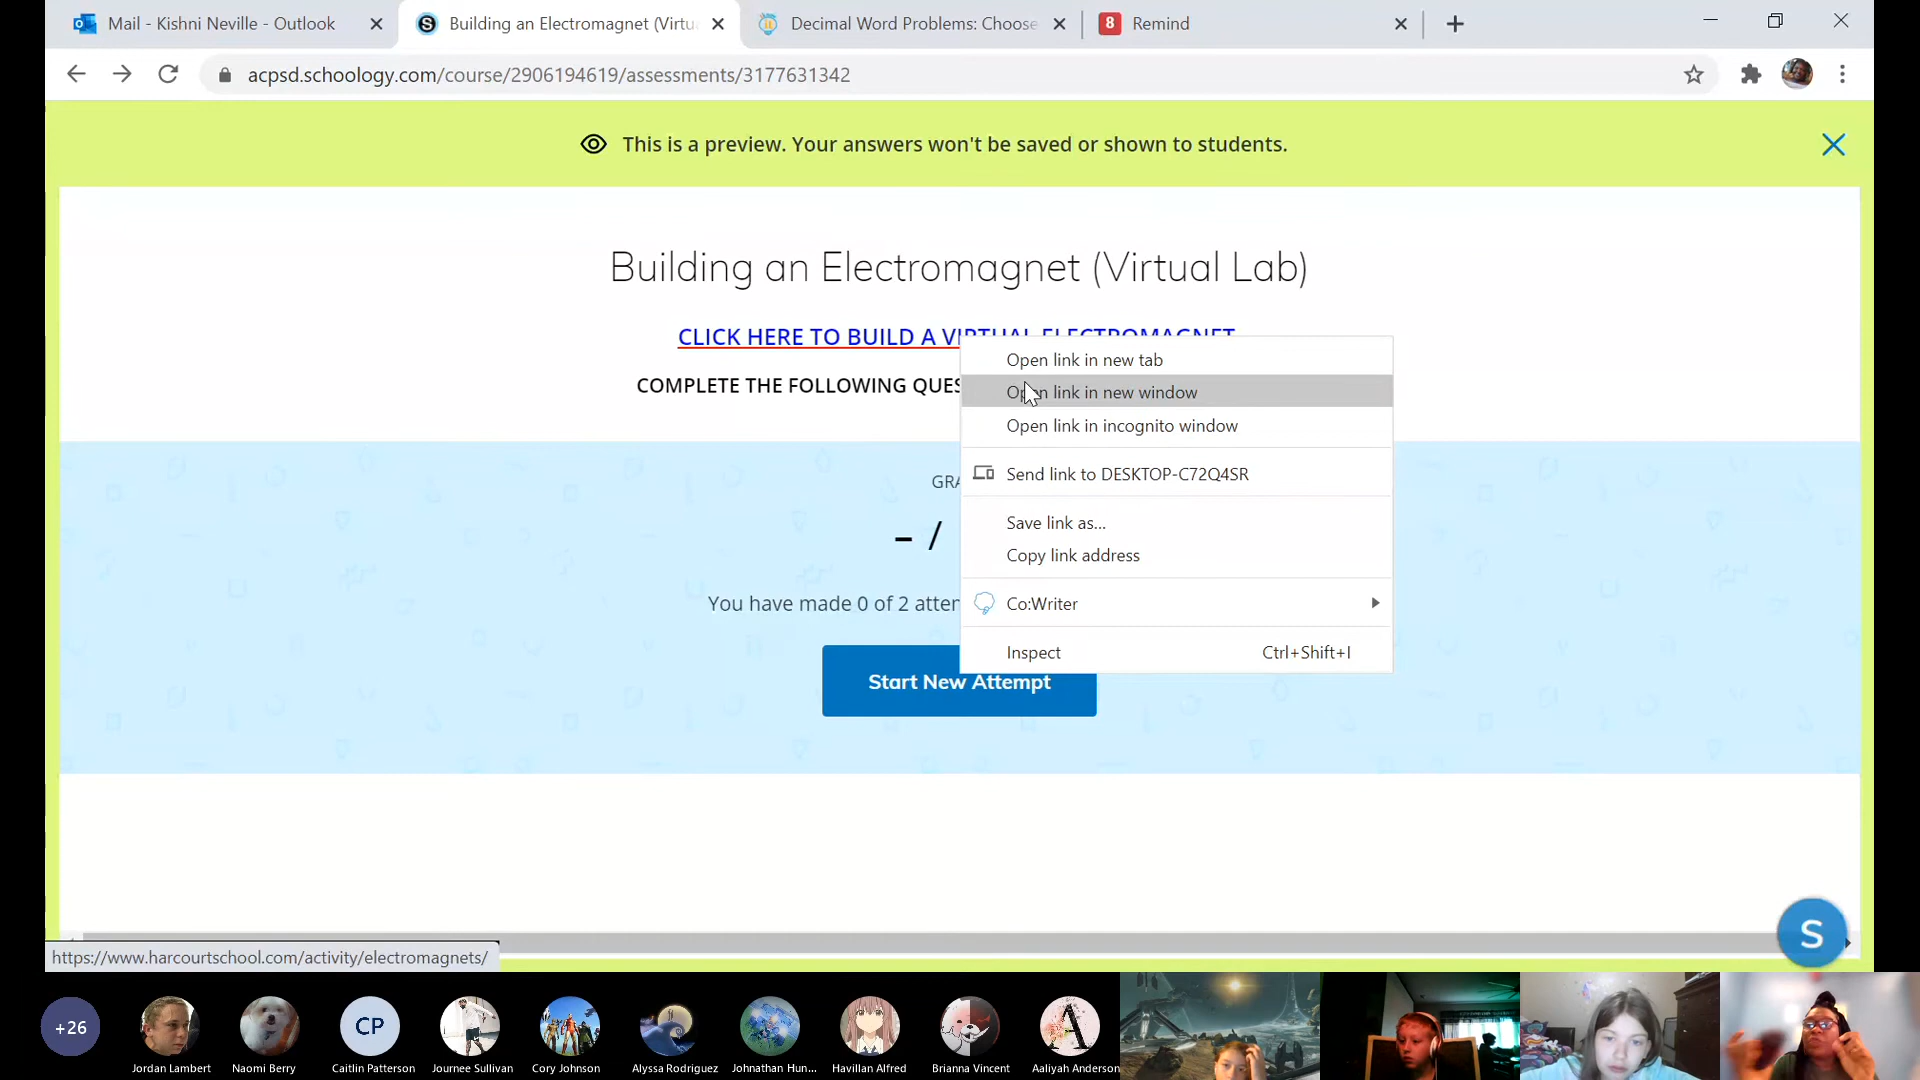 Mail - Kishni Neville - Outlook
Building an Electromagnet (Virtu
Decimal Word Problems: Choose
8 Remind
acpsd.schoology.com/course/2906194619/assessments/3177631342
This is a preview. Your answers won't be saved or shown to students.
Building an Electromagnet (Virtual Lab)
CLICK HERE TO BUILD A VIRTUAL ELECTROMAGNET
COMPLETE THE FOLLOWING QUES
Open link in new tab
Open link in new window
Open link in incognito window
Send link to DESKTOP-C72Q4SR
Save link as...
Copy link address
Co:Writer
Inspect Ctrl+Shift+I
GRA
– /
You have made 0 of 2 atten
Start New Attempt
S
https://www.harcourtschool.com/activity/electromagnets/
+26
CP
A
Jordan Lambert
Naomi Berry
Caitlin Patterson
Journee Sullivan
Cory Johnson
Alyssa Rodriguez
Johnathan Hun...
Havillan Alfred
Brianna Vincent
Aaliyah Anderson